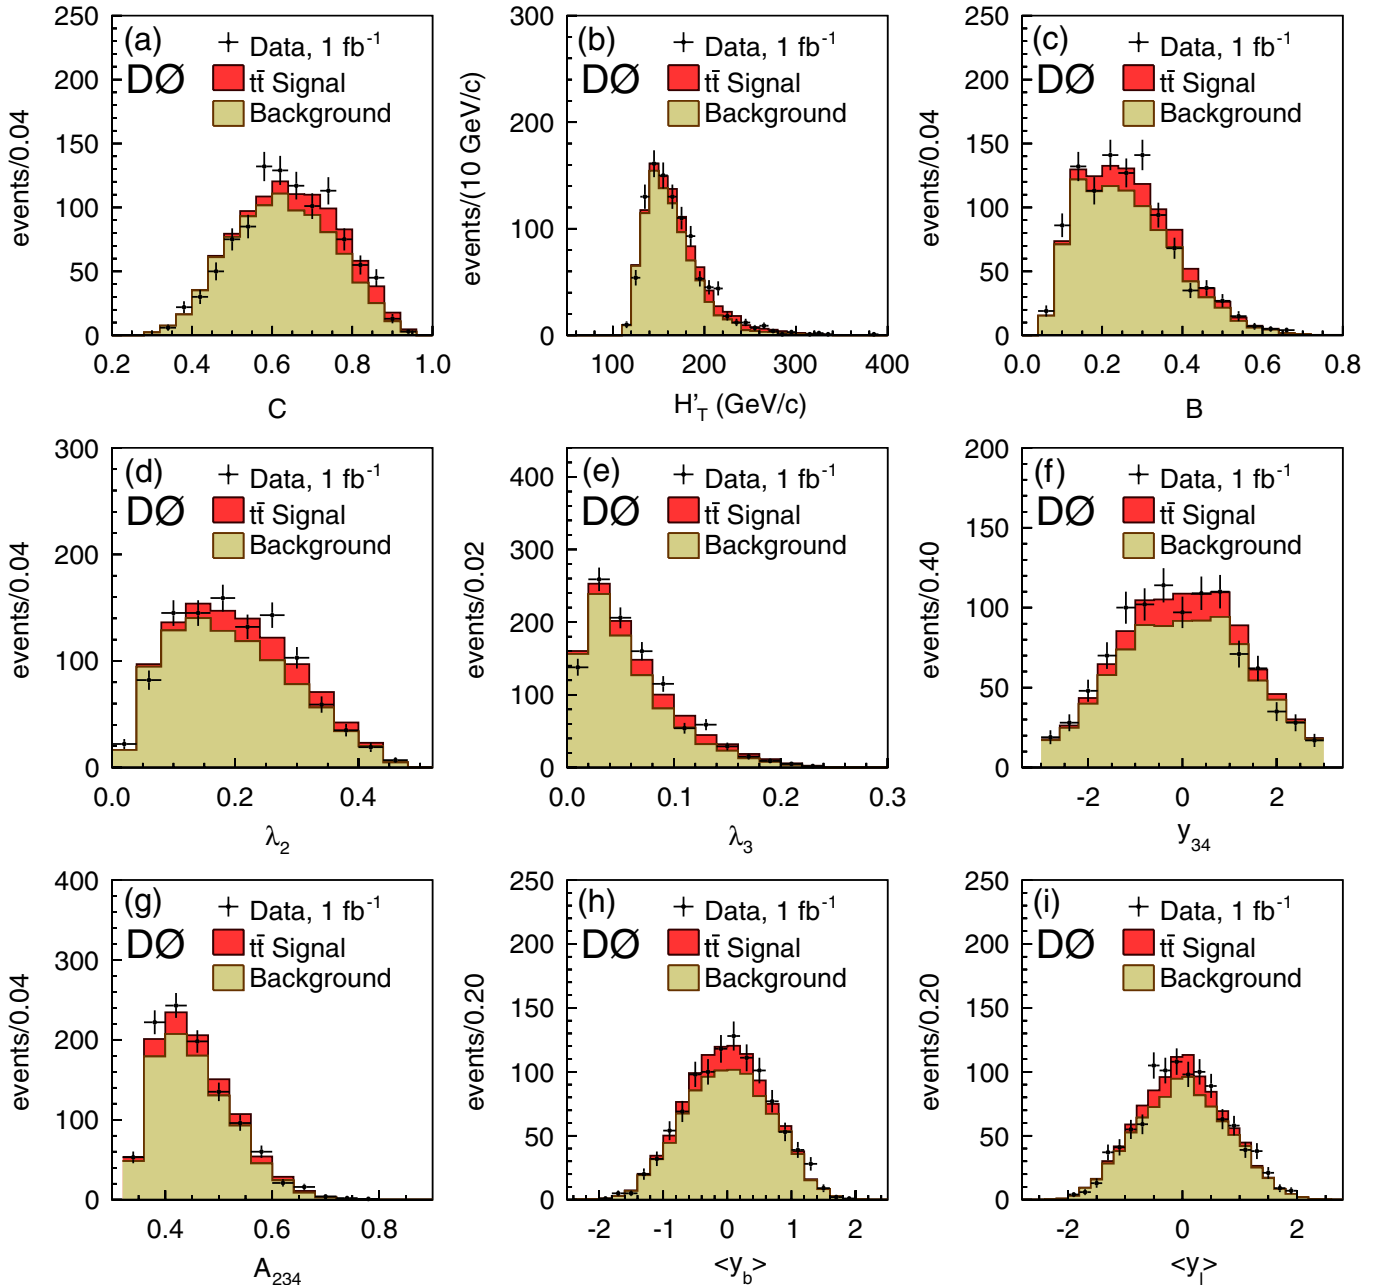 (a)
DØ
Data, 1 fb⁻¹
tt̄ Signal
Background
events/0.04
250
200
150
100
50
0
0.2 0.4 0.6 0.8 1.0
C
(b)
DØ
Data, 1 fb⁻¹
tt̄ Signal
Background
events/(10 GeV/c)
300
200
100
0
100 200 300 400
H'T (GeV/c)
(c)
DØ
Data, 1 fb⁻¹
tt̄ Signal
Background
events/0.04
250
200
150
100
50
0
0.0 0.2 0.4 0.6 0.8
B
(d)
DØ
Data, 1 fb⁻¹
tt̄ Signal
Background
events/0.04
300
200
100
0
0.0 0.2 0.4
λ₂
(e)
DØ
Data, 1 fb⁻¹
tt̄ Signal
Background
events/0.02
400
300
200
100
0
0.0 0.1 0.2 0.3
λ₃
(f)
DØ
Data, 1 fb⁻¹
tt̄ Signal
Background
events/0.40
200
150
100
50
0
-2 0 2
y₃₄
(g)
DØ
Data, 1 fb⁻¹
tt̄ Signal
Background
events/0.04
400
300
200
100
0
0.4 0.6 0.8
A₂₃₄
(h)
DØ
Data, 1 fb⁻¹
tt̄ Signal
Background
events/0.20
250
200
150
100
50
0
-2 -1 0 1 2
<y_b>
(i)
DØ
Data, 1 fb⁻¹
tt̄ Signal
Background
events/0.20
250
200
150
100
50
0
-2 0 2
<y_l>